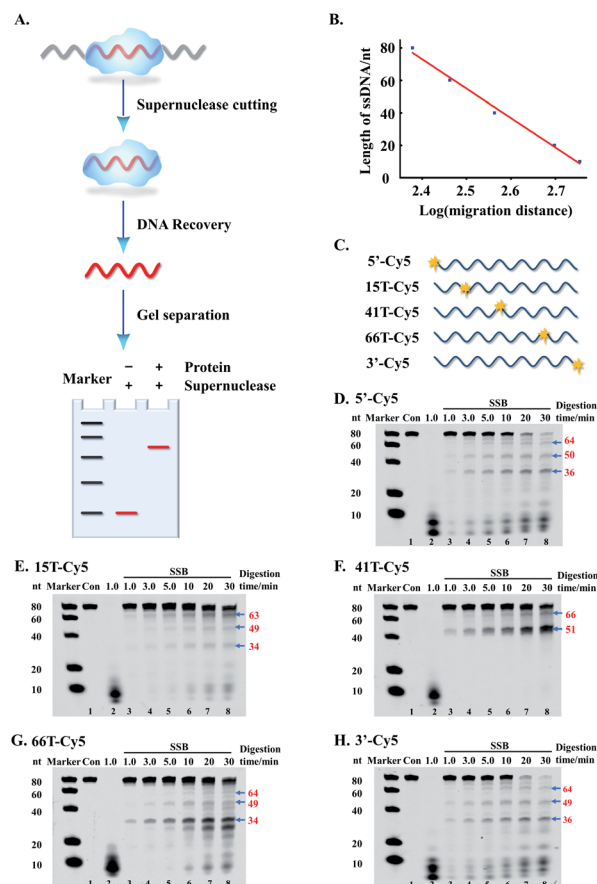 A.
Supernuclease cutting
DNA Recovery
Gel separation
– + Protein
Marker + + Supernuclease
B.
Length of ssDNA/nt
80
60
40
20
0
2.4 2.5 2.6 2.7
Log(migration distance)
C.
5’-Cy5
15T-Cy5
41T-Cy5
66T-Cy5
3’-Cy5
D. 5’-Cy5
SSB
Digestion
nt Marker Con 1.0 1.0 3.0 5.0 10 20 30 time/min
80
60
40
20
10
64
50
36
1 2 3 4 5 6 7 8
E. 15T-Cy5
SSB
Digestion
nt Marker Con 1.0 1.0 3.0 5.0 10 20 30 time/min
80
60
40
20
10
63
49
34
1 2 3 4 5 6 7 8
F. 41T-Cy5
SSB
Digestion
nt Marker Con 1.0 1.0 3.0 5.0 10 20 30 time/min
80
60
40
20
10
66
51
1 2 3 4 5 6 7 8
G. 66T-Cy5
SSB
Digestion
nt Marker Con 1.0 1.0 3.0 5.0 10 20 30 time/min
80
60
40
20
10
64
49
34
1 2 3 4 5 6 7 8
H. 3’-Cy5
SSB
Digestion
nt Marker Con 1.0 1.0 3.0 5.0 10 20 30 time/min
80
60
40
20
10
64
49
36
1 2 3 4 5 6 7 8